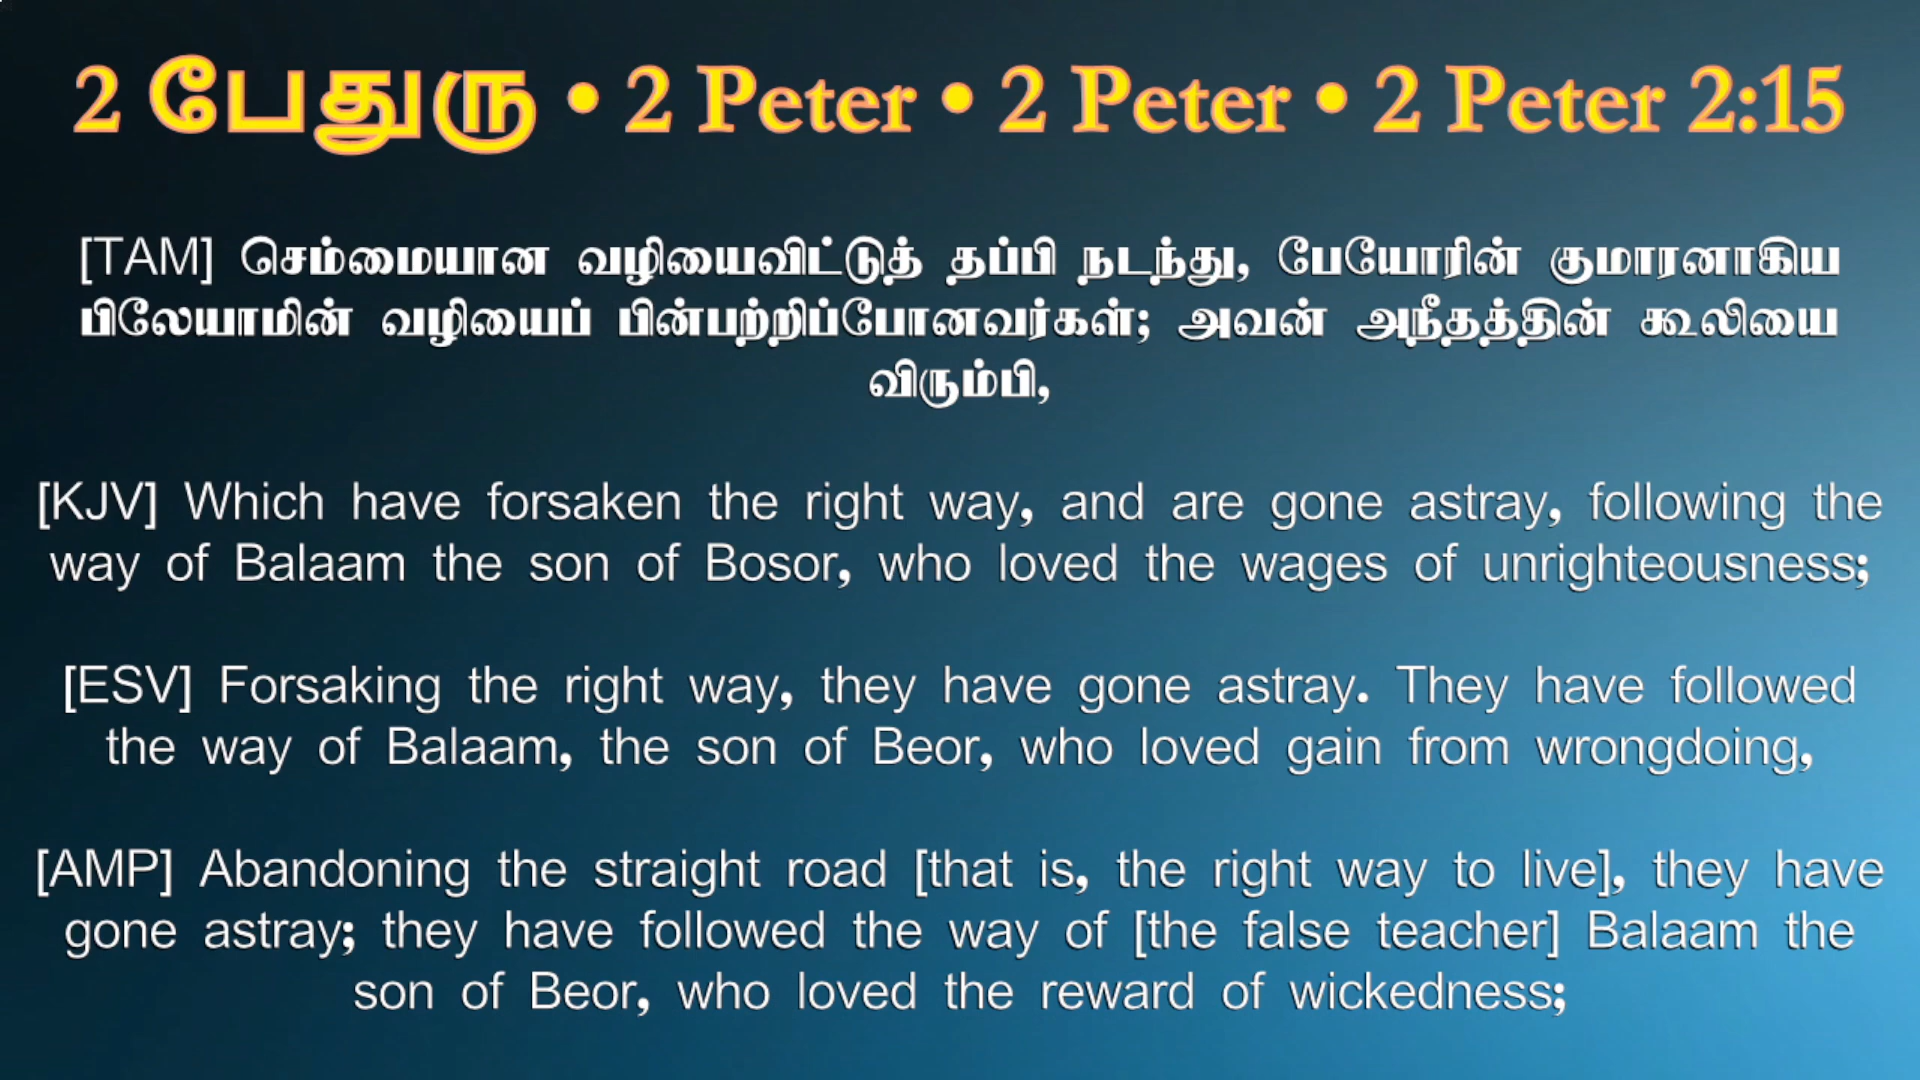 2 பேதுரு • 2 Peter • 2 Peter • 2 Peter 2:15
[TAM] செம்மையான வழியைவிட்டுத் தப்பி நடந்து, பேயோரின் குமாரனாகிய
பிலேயாமின் வழியைப் பின்பற்றிப்போனவர்கள்; அவன் அநீதத்தின் கூலியை
விரும்பி,
[KJV] Which have forsaken the right way, and are gone astray, following the
way of Balaam the son of Bosor, who loved the wages of unrighteousness;
[ESV] Forsaking the right way, they have gone astray. They have followed
the way of Balaam, the son of Beor, who loved gain from wrongdoing,
[AMP] Abandoning the straight road [that is, the right way to live], they have
gone astray; they have followed the way of [the false teacher] Balaam the
son of Beor, who loved the reward of wickedness;